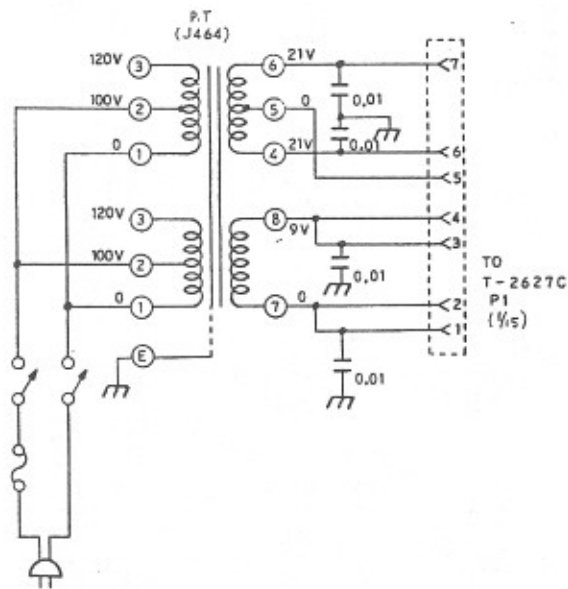 P.T
(J464)
120V 3
100V 2
0 1
6 21V
5 0
4 21V
0.01
0.01
7
6
5
120V 3
100V 2
0 1
8 9V
7 0
0.01
0.01
4
3
2
1
E
TO
T-2627C
P1
(1/15)